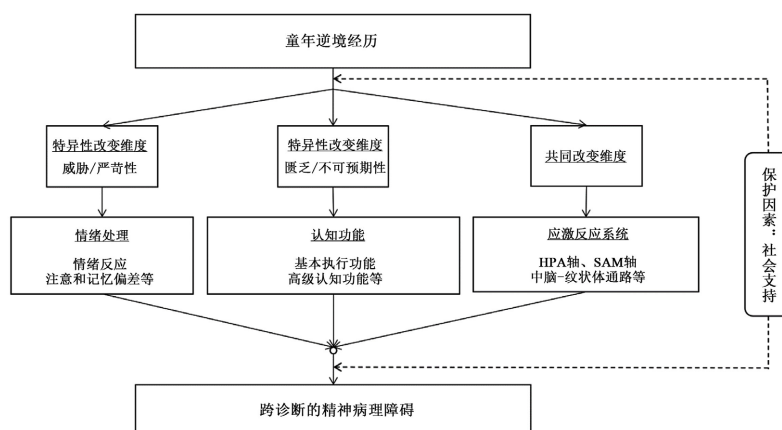 童年逆境经历
特异性改变维度
威胁/严苛性
特异性改变维度
匮乏/不可预期性
共同改变维度
情绪处理
情绪反应
注意和记忆偏差等
认知功能
基本执行功能
高级认知功能等
应激反应系统
HPA轴、SAM轴
中脑-纹状体通路等
保护因素：社会支持
跨诊断的精神病理障碍